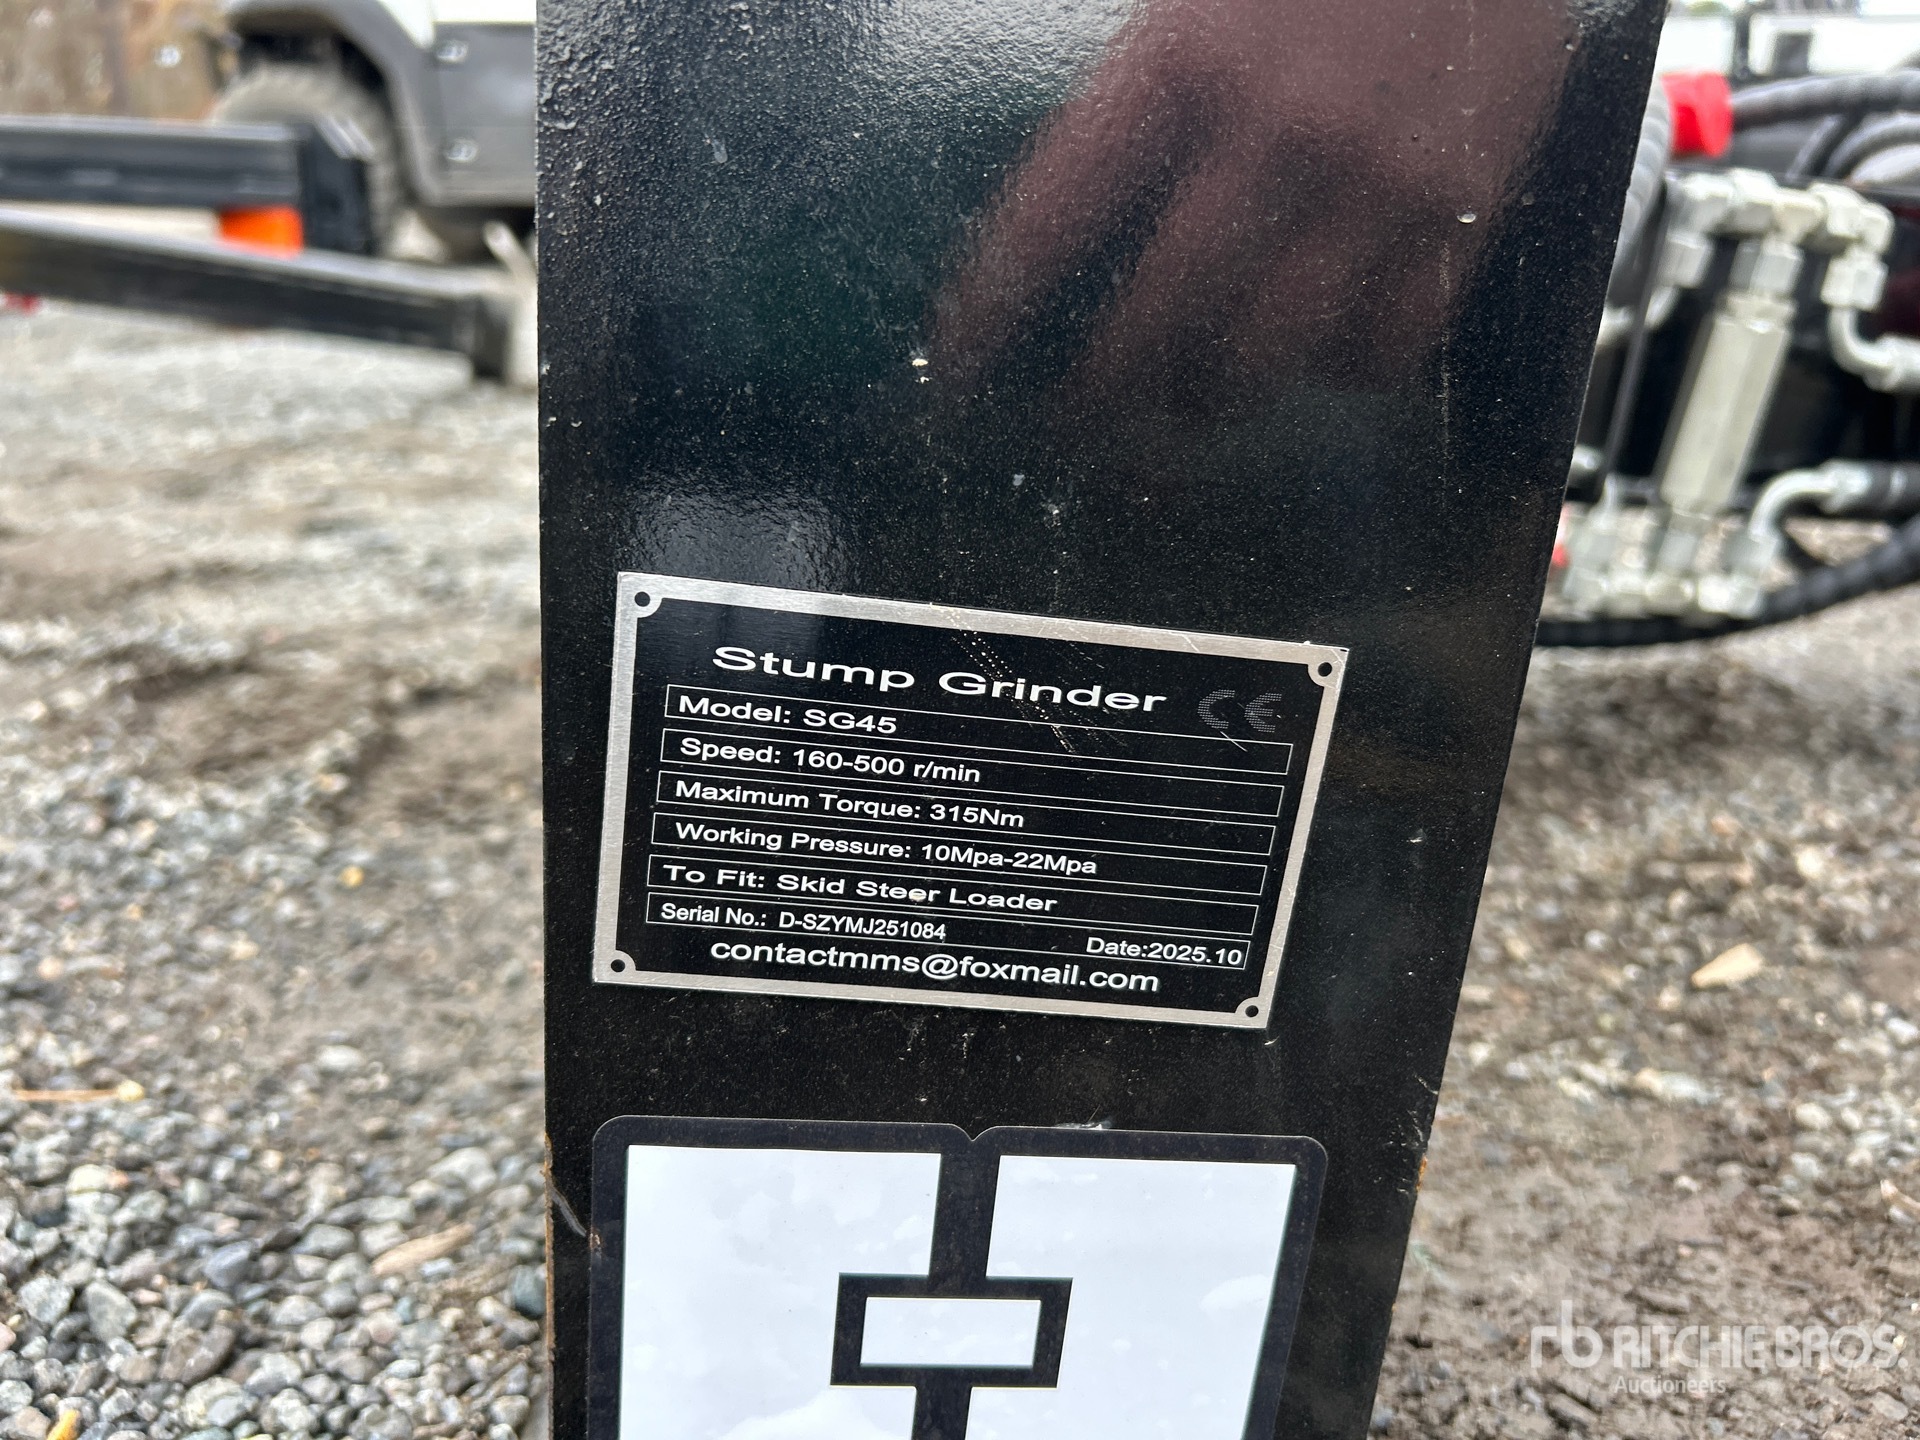 Stump Grinder CE
Model: SG45
Speed: 160-500 r/min
Maximum Torque: 315Nm
Working Pressure: 10Mpa-22Mpa
To Fit: Skid Steer Loader
Serial No.: D-SZYMJ251084 Date:2025.10
contactmms@foxmail.com
rb RITCHIE BROS.
Auctioneers